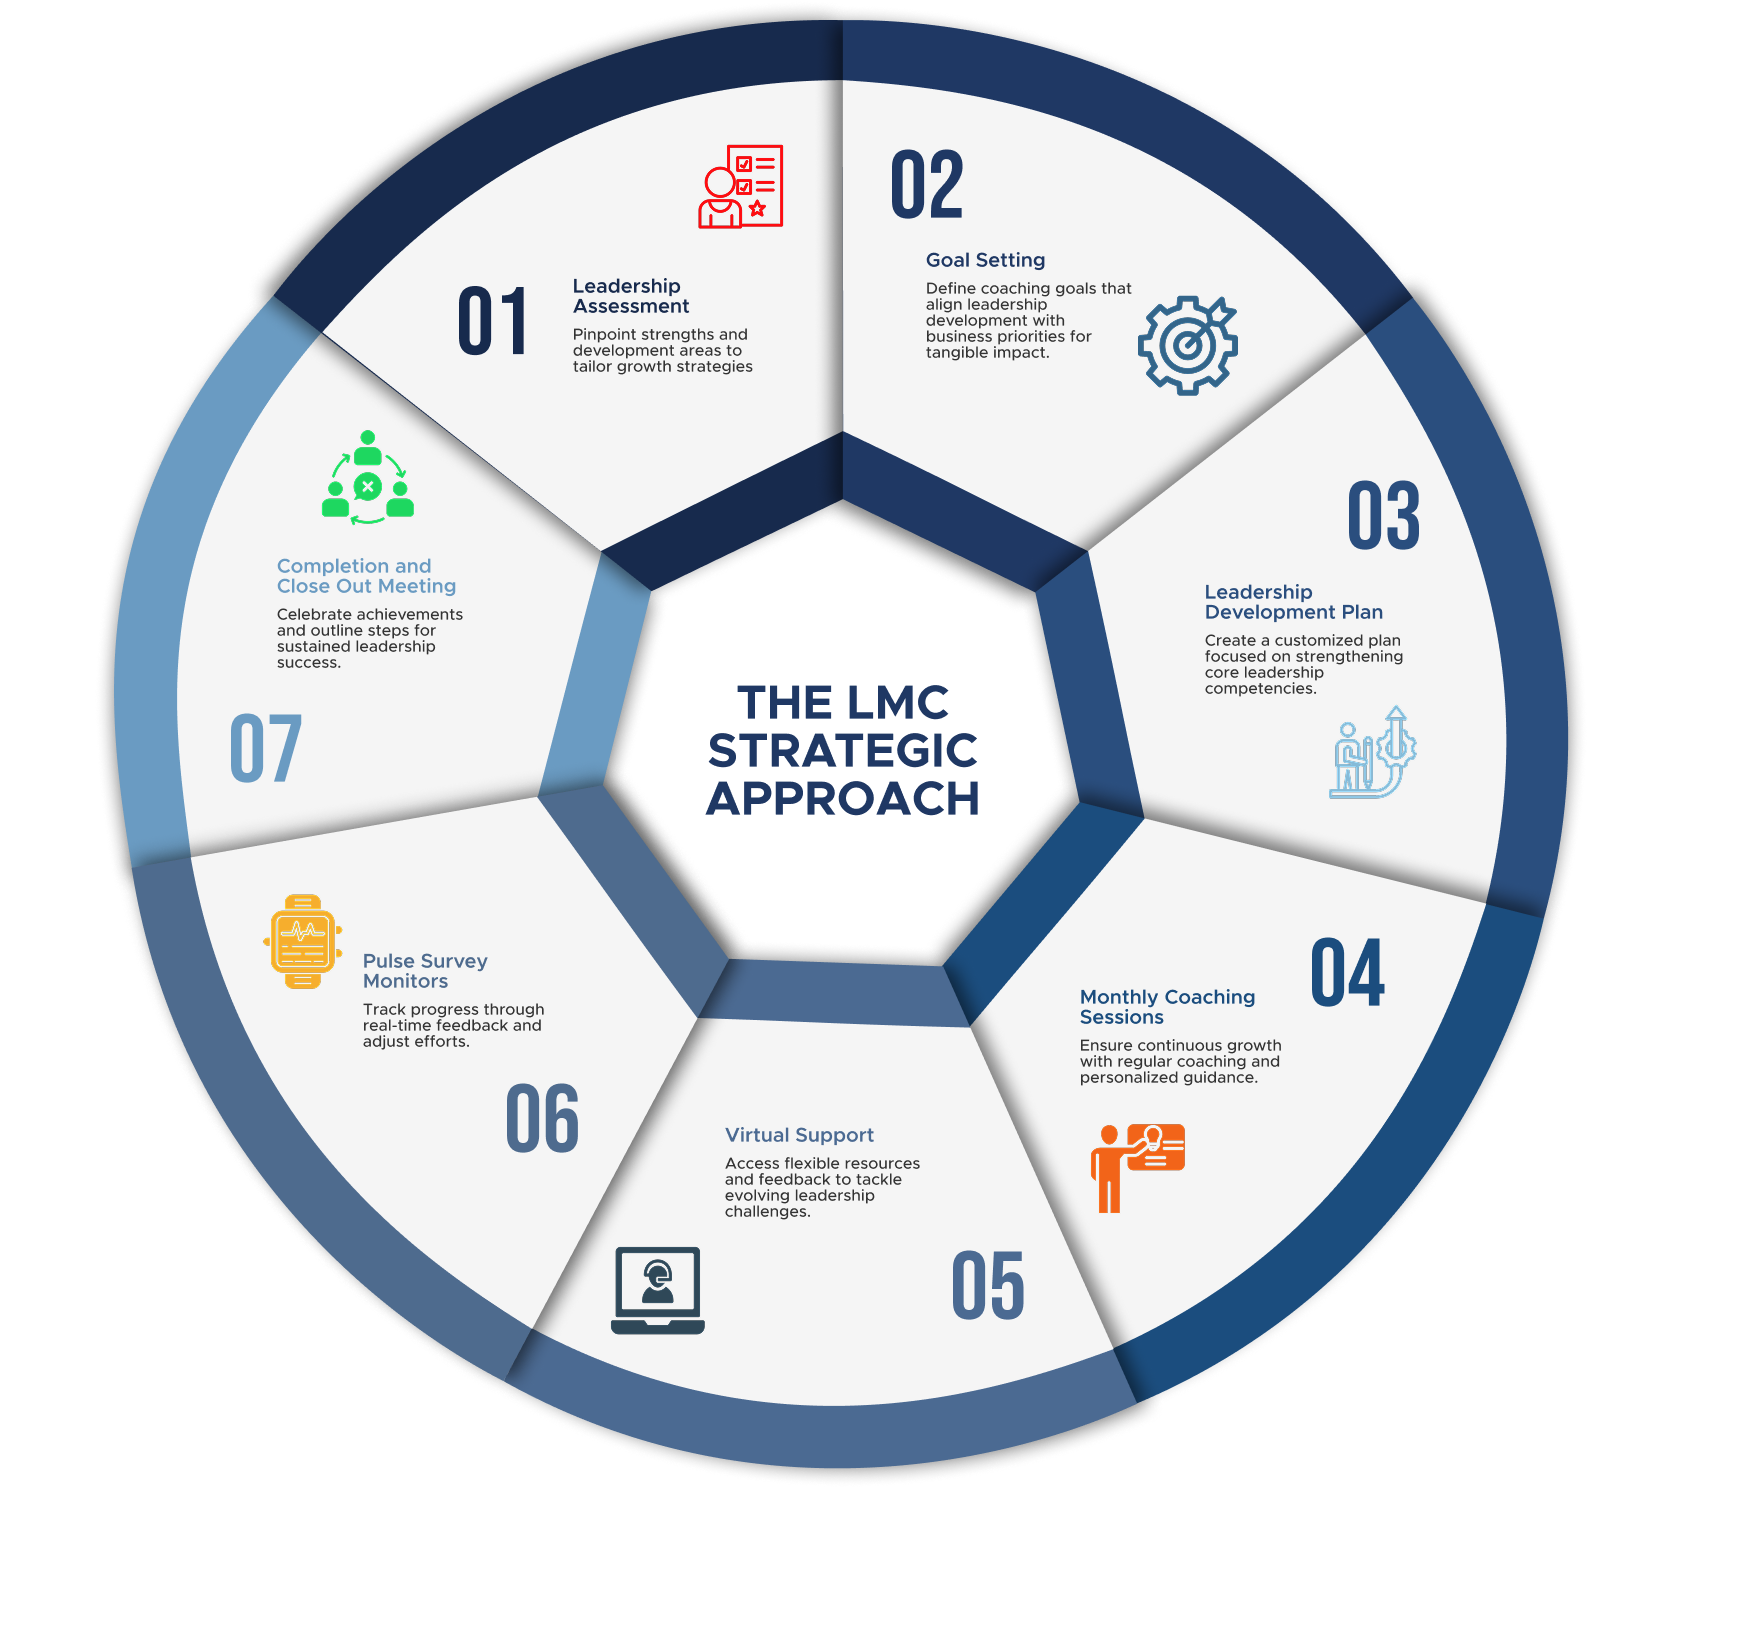 THE LMC
STRATEGIC
APPROACH
01
Leadership
Assessment
Pinpoint strengths and
development areas to
tailor growth strategies
02
Goal Setting
Define coaching goals that
align leadership
development with
business priorities for
tangible impact.
03
Leadership
Development Plan
Create a customized plan
focused on strengthening
core leadership
competencies.
04
Monthly Coaching
Sessions
Ensure continuous growth
with regular coaching and
personalized guidance.
Virtual Support
Access flexible resources
and feedback to tackle
evolving leadership
challenges.
05
Pulse Survey
Monitors
Track progress through
real-time feedback and
adjust efforts.
06
Completion and
Close Out Meeting
Celebrate achievements
and outline steps for
sustained leadership
success.
07